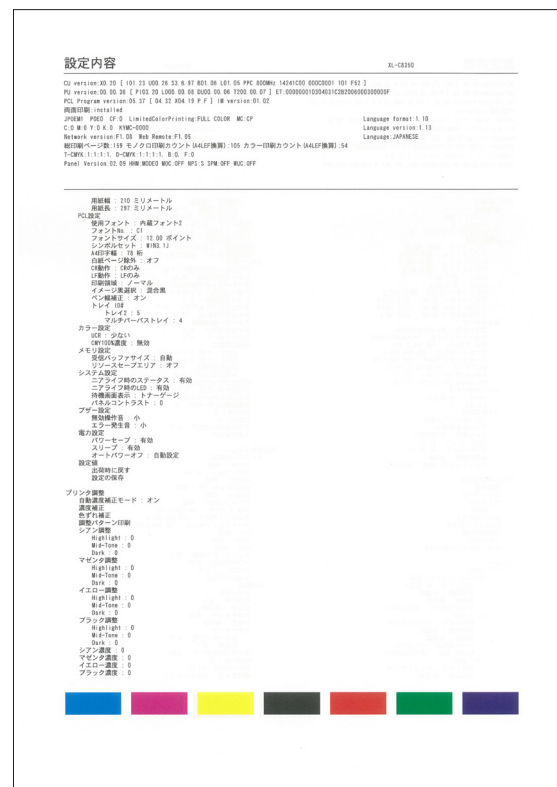 設定内容
XL-C8350
CU version:X0.20 [ I01.23 U00.26 S3.6.97 B01.06 L01.05 PPC 800MHz 14241C00 000C0001 101 F52 ]
PU version:00.00.36 [ PI03.20 L000.00.08 DU00.00.06 T200.00.07 ] ET:000000010304031C3B2006000300000F
PCL Program version:05.37 [ 04.32 X04.19 P F ] IW version:01.02
両面印刷:installed
JPOEM1 POE0 CF:0 LimitedColorPrinting:FULL COLOR MC:CP
Language format:1.10
C:0 M:0 Y:0 K:0 KYMC-0000
Language version:1.13
Network version:F1.05 Web Remote:F1.05
Language:JAPANESE
総印刷ページ数:159 モノクロ印刷カウント(A4LEF換算):105 カラー印刷カウント(A4LEF換算):54
T-CMYK:1:1:1:1, D-CMYK:1:1:1:1, B:0, F:0
Panel Version:02.09 HHM:MODE0 MOC:OFF NPS:3 SPM:OFF WUC:OFF
用紙幅 : 210 ミリメートル
用紙長 : 297 ミリメートル
PCL設定
使用フォント : 内蔵フォント2
フォントNo. : C1
フォントサイズ : 12.00 ポイント
シンボルセット : WIN3.1J
A4印字幅 : 78 桁
白紙ページ除外 : オフ
CR動作 : CRのみ
LF動作 : LFのみ
印刷領域 : ノーマル
イメージ黒選択 : 混合黒
ペン幅補正 : オン
トレイ ID#
トレイ2 : 5
マルチパーパストレイ : 4
カラー設定
UCR : 少ない
CMY100%濃度 : 無効
メモリ設定
受信バッファサイズ : 自動
リソースセーブエリア : オフ
システム設定
ニアライフ時のステータス : 有効
ニアライフ時のLED : 有効
待機画面表示 : トナーゲージ
パネルコントラスト : 0
ブザー設定
無効操作音 : 小
エラー発生音 : 小
電力設定
パワーセーブ : 有効
スリープ : 有効
オートパワーオフ : 自動設定
設定値
出荷時に戻す
設定の保存
プリンタ調整
自動濃度補正モード : オン
濃度補正
色ずれ補正
調整パターン印刷
シアン調整
Highlight : 0
Mid-Tone : 0
Dark : 0
マゼンタ調整
Highlight : 0
Mid-Tone : 0
Dark : 0
イエロー調整
Highlight : 0
Mid-Tone : 0
Dark : 0
ブラック調整
Highlight : 0
Mid-Tone : 0
Dark : 0
シアン濃度 : 0
マゼンタ濃度 : 0
イエロー濃度 : 0
ブラック濃度 : 0